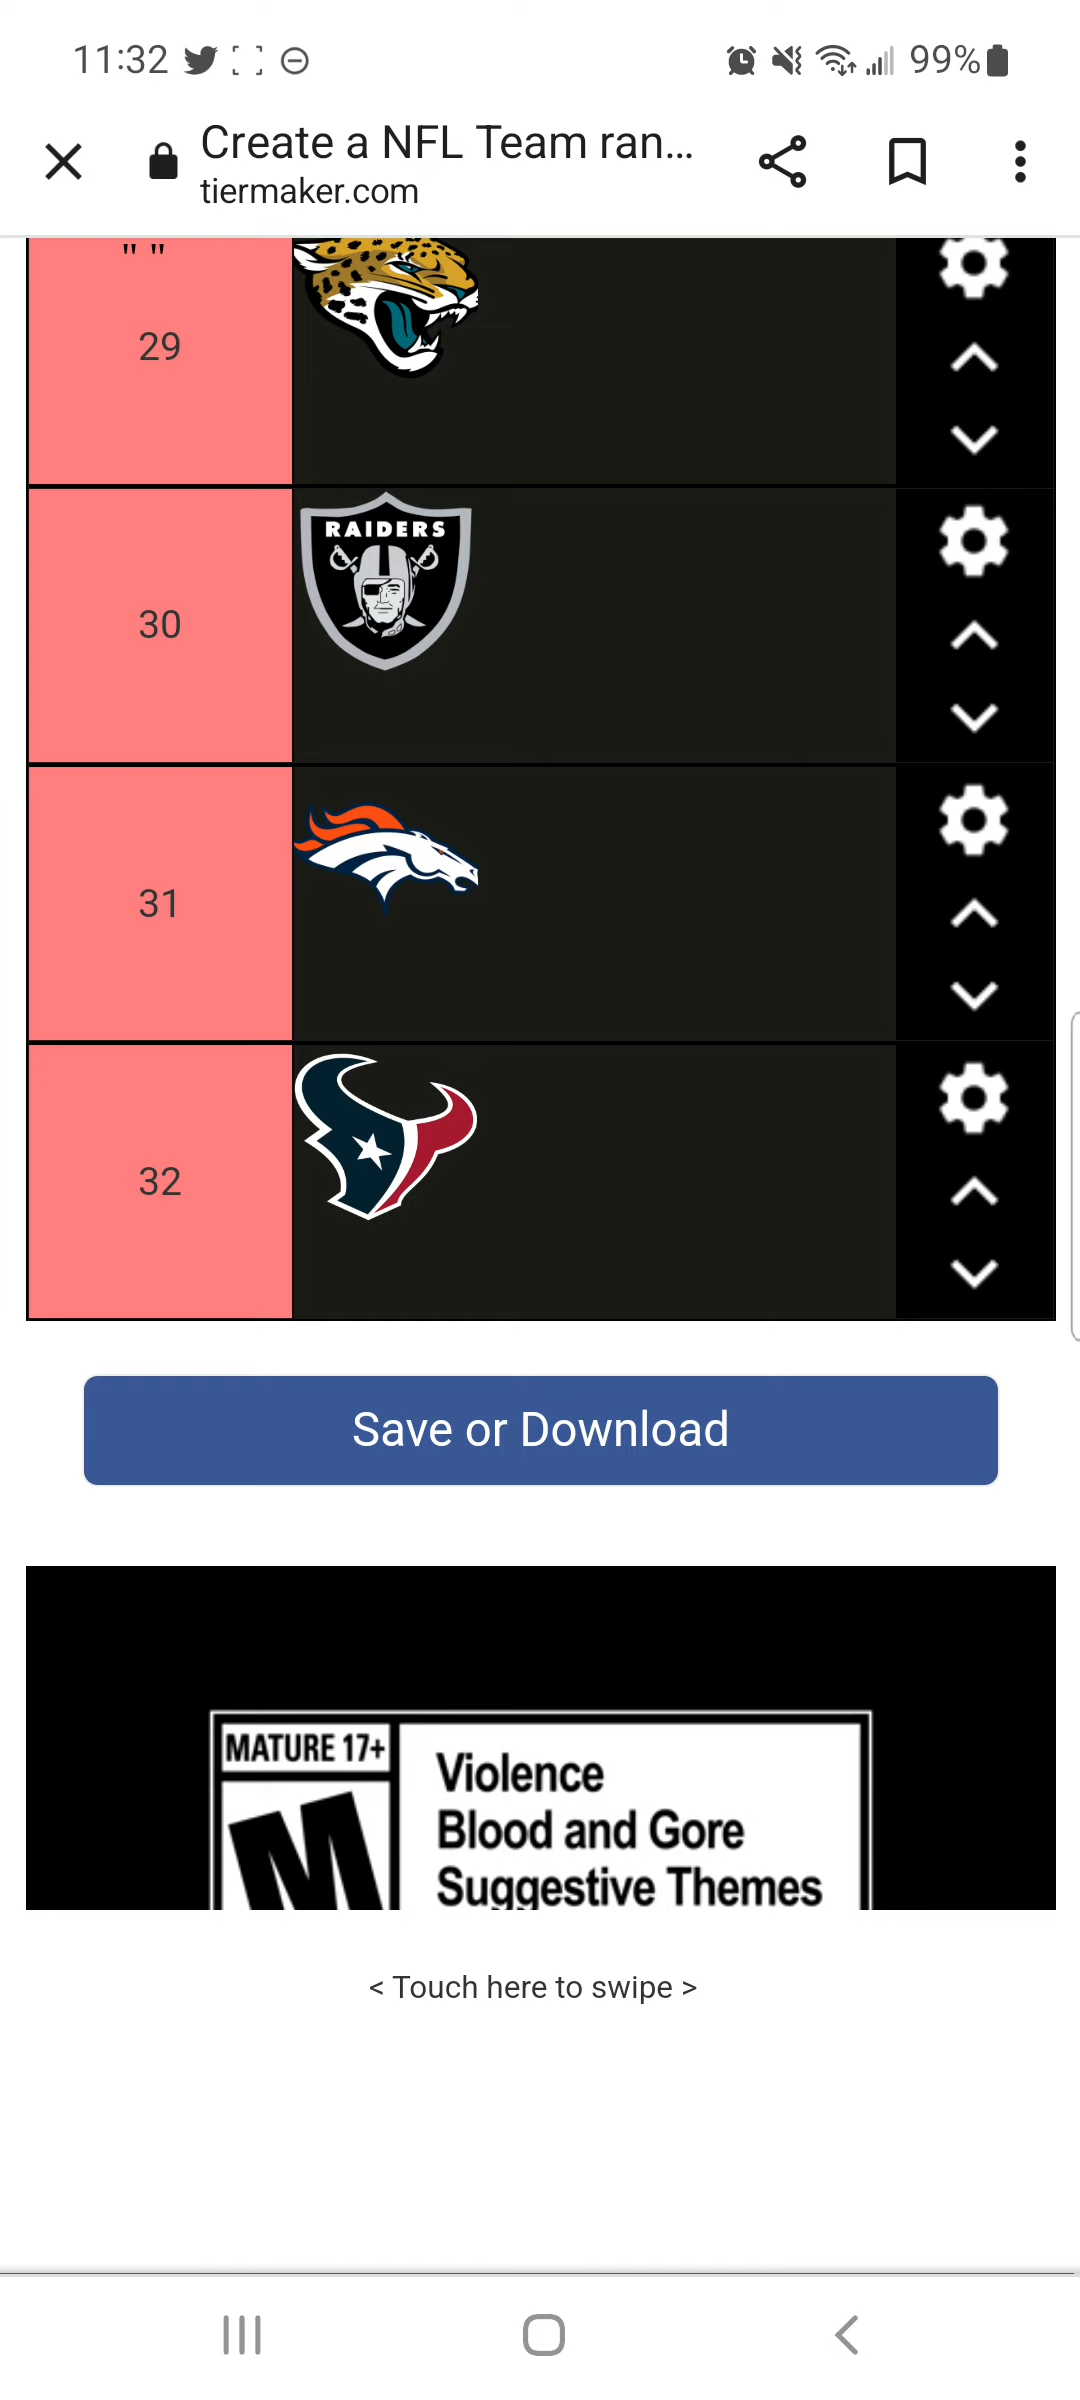 11:32
99%
Create a NFL Team ran...
tiermaker.com
" "
29
RAIDERS
30
31
32
Save or Download
MATURE 17+
M
Violence
Blood and Gore
Suggestive Themes
< Touch here to swipe >